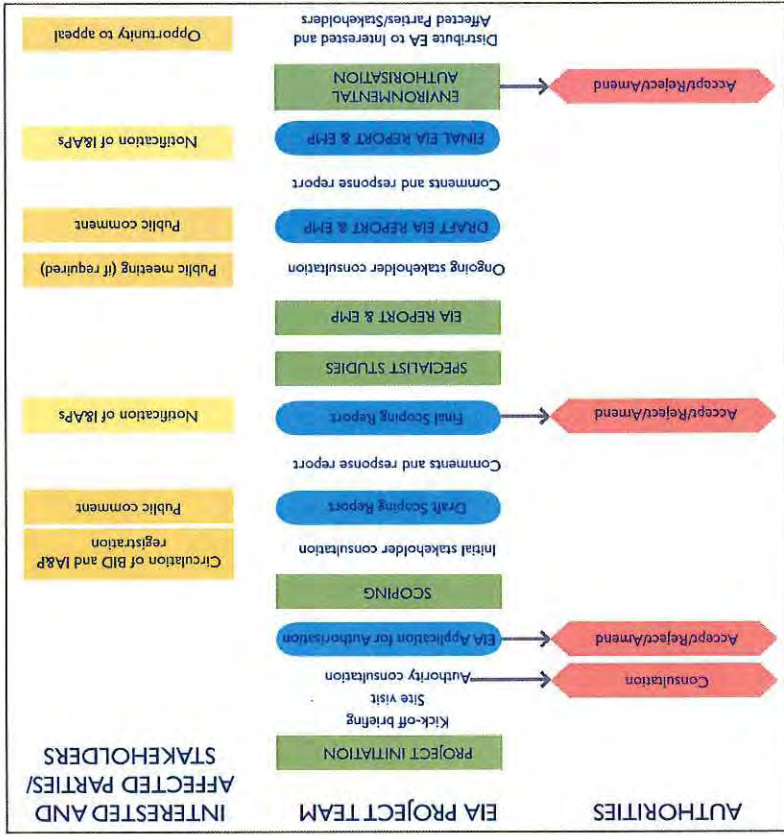 AUTHORITIES
EIA PROJECT TEAM
INTERESTED AND
AFFECTED PARTIES/
STAKEHOLDERS
PROJECT INITIATION
Kick-off briefing
Site visit
Consultation
Authority consultation
Accept/Reject/Amend
EIA Application for Authorisation
SCOPING
Initial stakeholder consultation
Circulation of BID and IA&P
registration
Draft Scoping Report
Public comment
Comments and response report
Accept/Reject/Amend
Final Scoping Report
Notification of I&APs
SPECIALIST STUDIES
EIA REPORT & EMP
Ongoing stakeholder consultation
Public meeting (if required)
DRAFT EIA REPORT & EMP
Public comment
Comments and response report
FINAL EIA REPORT & EMP
Notification of I&APs
Accept/Reject/Amend
ENVIRONMENTAL
AUTHORISATION
Distribute EA to Interested and
Affected Parties/Stakeholders
Opportunity to appeal